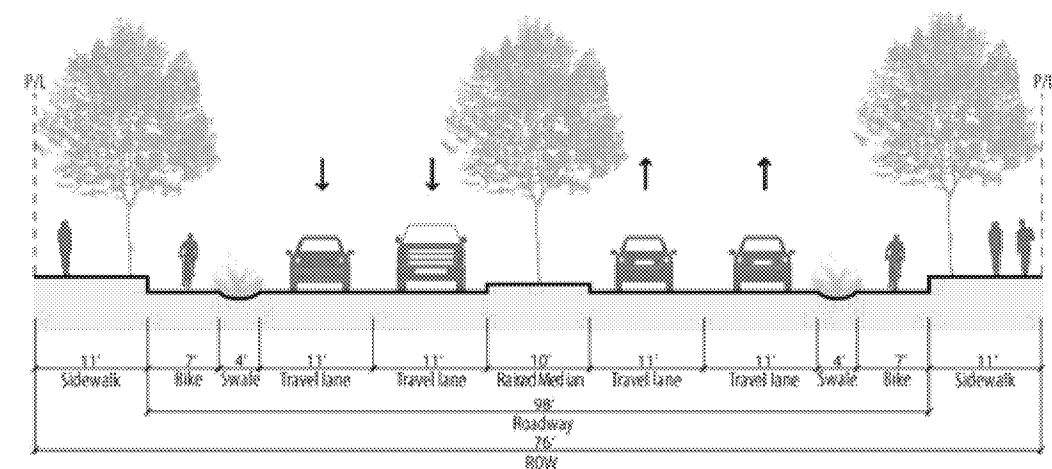 P/L P/L
11' 7' 4' 11' 11' 10' 11' 11' 4' 7' 11'
Sidewalk Bike Swale Travel lane Travel lane Raised Median Travel lane Travel lane Swale Bike Sidewalk
98'
Roadway
76'
ROW